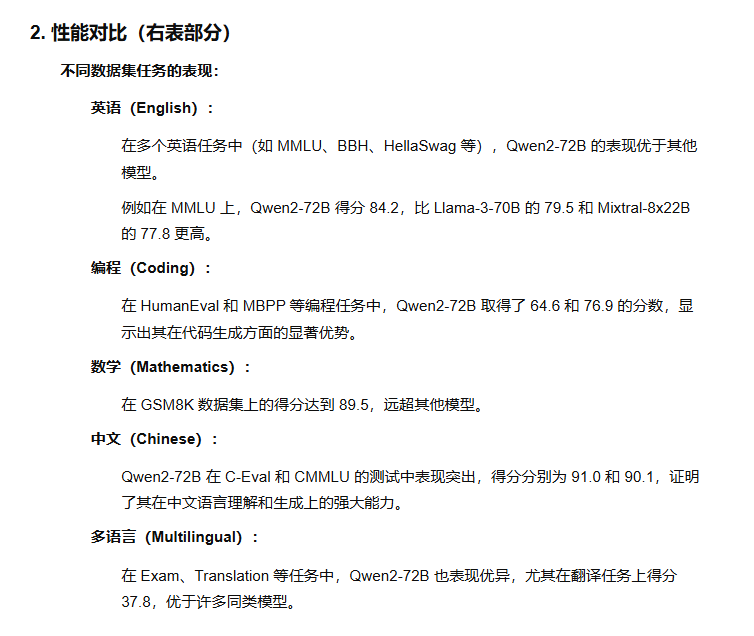 2. 性能对比（右表部分）
不同数据集任务的表现：
英语（English）：
在多个英语任务中（如 MMLU、BBH、HellaSwag 等），Qwen2-72B 的表现优于其他
模型。
例如在 MMLU 上，Qwen2-72B 得分 84.2，比 Llama-3-70B 的 79.5 和 Mixtral-8x22B
的 77.8 更高。
编程（Coding）：
在 HumanEval 和 MBPP 等编程任务中，Qwen2-72B 取得了 64.6 和 76.9 的分数，显
示出其在代码生成方面的显著优势。
数学（Mathematics）：
在 GSM8K 数据集上的得分达到 89.5，远超其他模型。
中文（Chinese）：
Qwen2-72B 在 C-Eval 和 CMMLU 的测试中表现突出，得分分别为 91.0 和 90.1，证明
了其在中文语言理解和生成上的强大能力。
多语言（Multilingual）：
在 Exam、Translation 等任务中，Qwen2-72B 也表现优异，尤其在翻译任务上得分
37.8，优于许多同类模型。